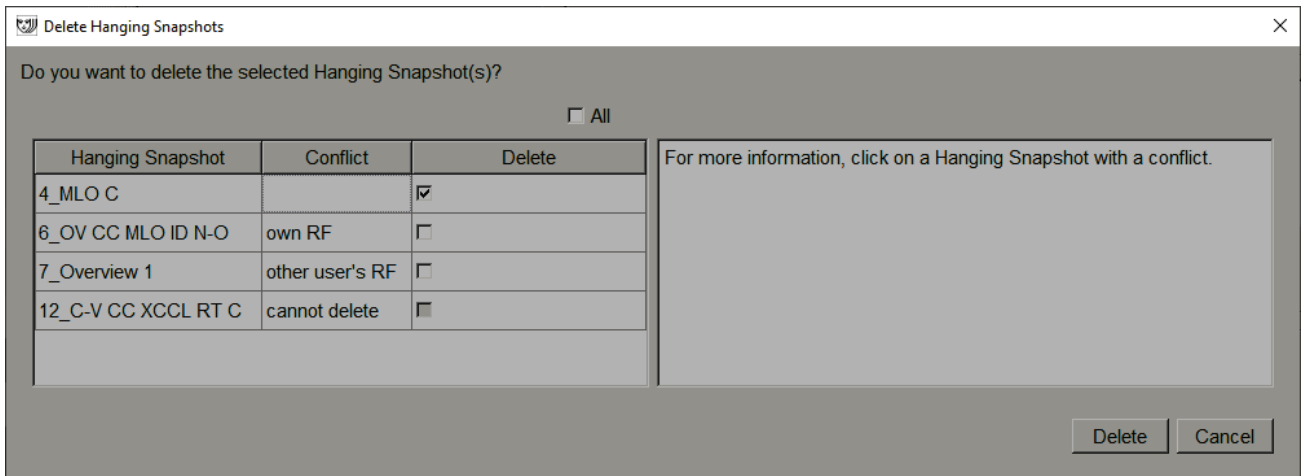 Delete Hanging Snapshots
Do you want to delete the selected Hanging Snapshot(s)?
All
Hanging Snapshot Conflict Delete
For more information, click on a Hanging Snapshot with a conflict.
4_MLO C
6_OV CC MLO ID N-O own RF
7_Overview 1 other user's RF
12_C-V CC XCCL RT C cannot delete
Delete Cancel